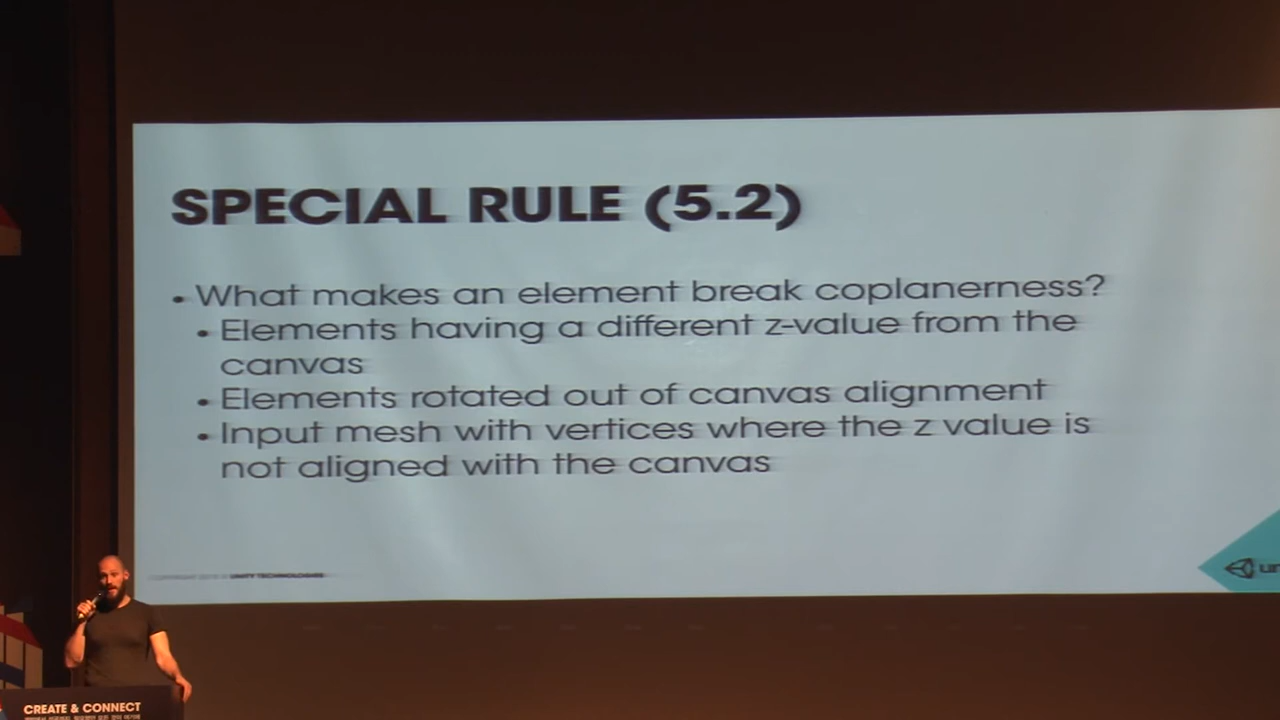 SPECIAL RULE (5.2)
• What makes an element break coplanerness?
• Elements having a different z-value from the
canvas
• Elements rotated out of canvas alignment
• Input mesh with vertices where the z value is
not aligned with the canvas
UNITY TECHNOLOGIES
CREATE & CONNECT